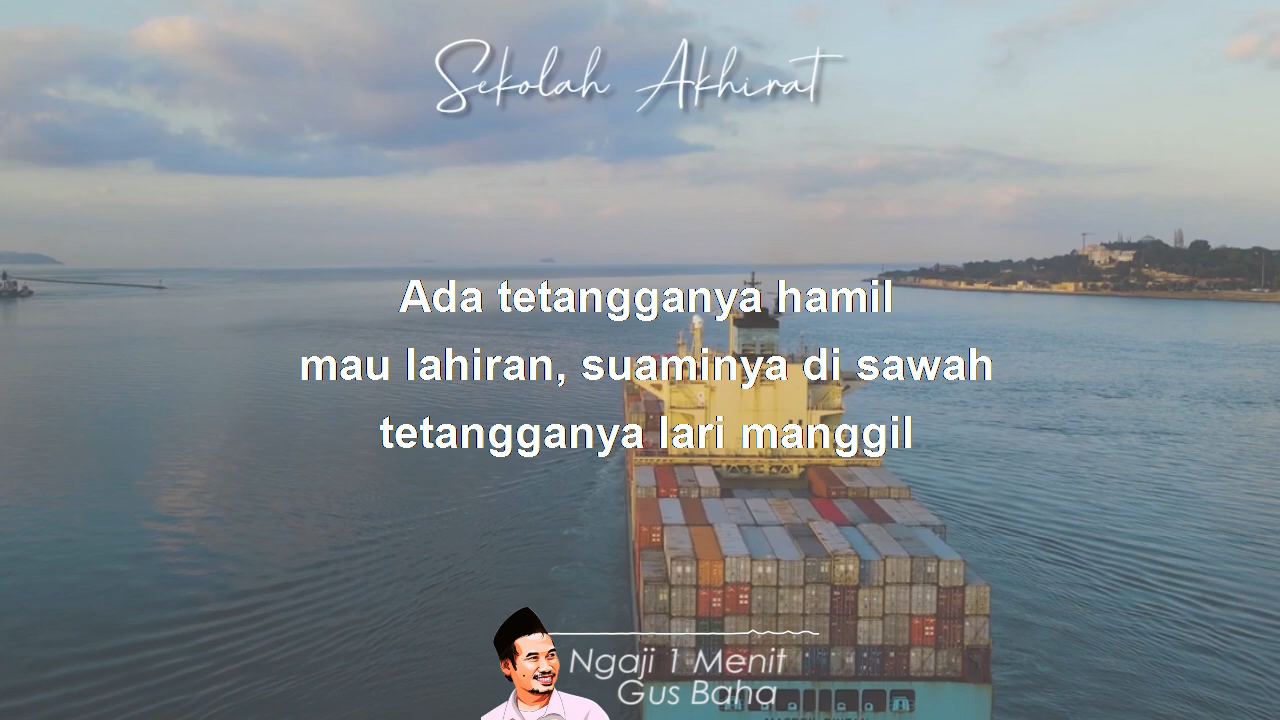 Sekolah Akhirat
Ada tetangganya hamil
mau lahiran, suaminya di sawah
tetangganya lari manggil
Ngaji 1 Menit
Gus Baha